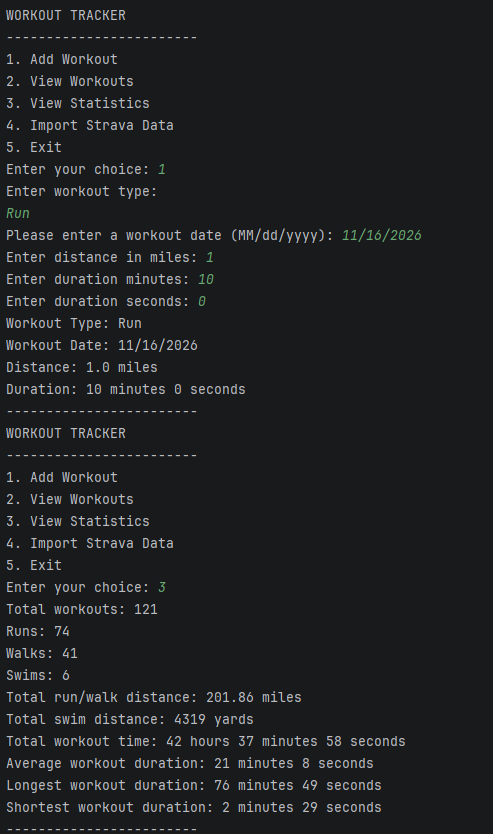 WORKOUT TRACKER
------------------------
1. Add Workout
2. View Workouts
3. View Statistics
4. Import Strava Data
5. Exit
Enter your choice: 1
Enter workout type:
Run
Please enter a workout date (MM/dd/yyyy): 11/16/2026
Enter distance in miles: 1
Enter duration minutes: 10
Enter duration seconds: 0
Workout Type: Run
Workout Date: 11/16/2026
Distance: 1.0 miles
Duration: 10 minutes 0 seconds
------------------------
WORKOUT TRACKER
------------------------
1. Add Workout
2. View Workouts
3. View Statistics
4. Import Strava Data
5. Exit
Enter your choice: 3
Total workouts: 121
Runs: 74
Walks: 41
Swims: 6
Total run/walk distance: 201.86 miles
Total swim distance: 4319 yards
Total workout time: 42 hours 37 minutes 58 seconds
Average workout duration: 21 minutes 8 seconds
Longest workout duration: 76 minutes 49 seconds
Shortest workout duration: 2 minutes 29 seconds
------------------------